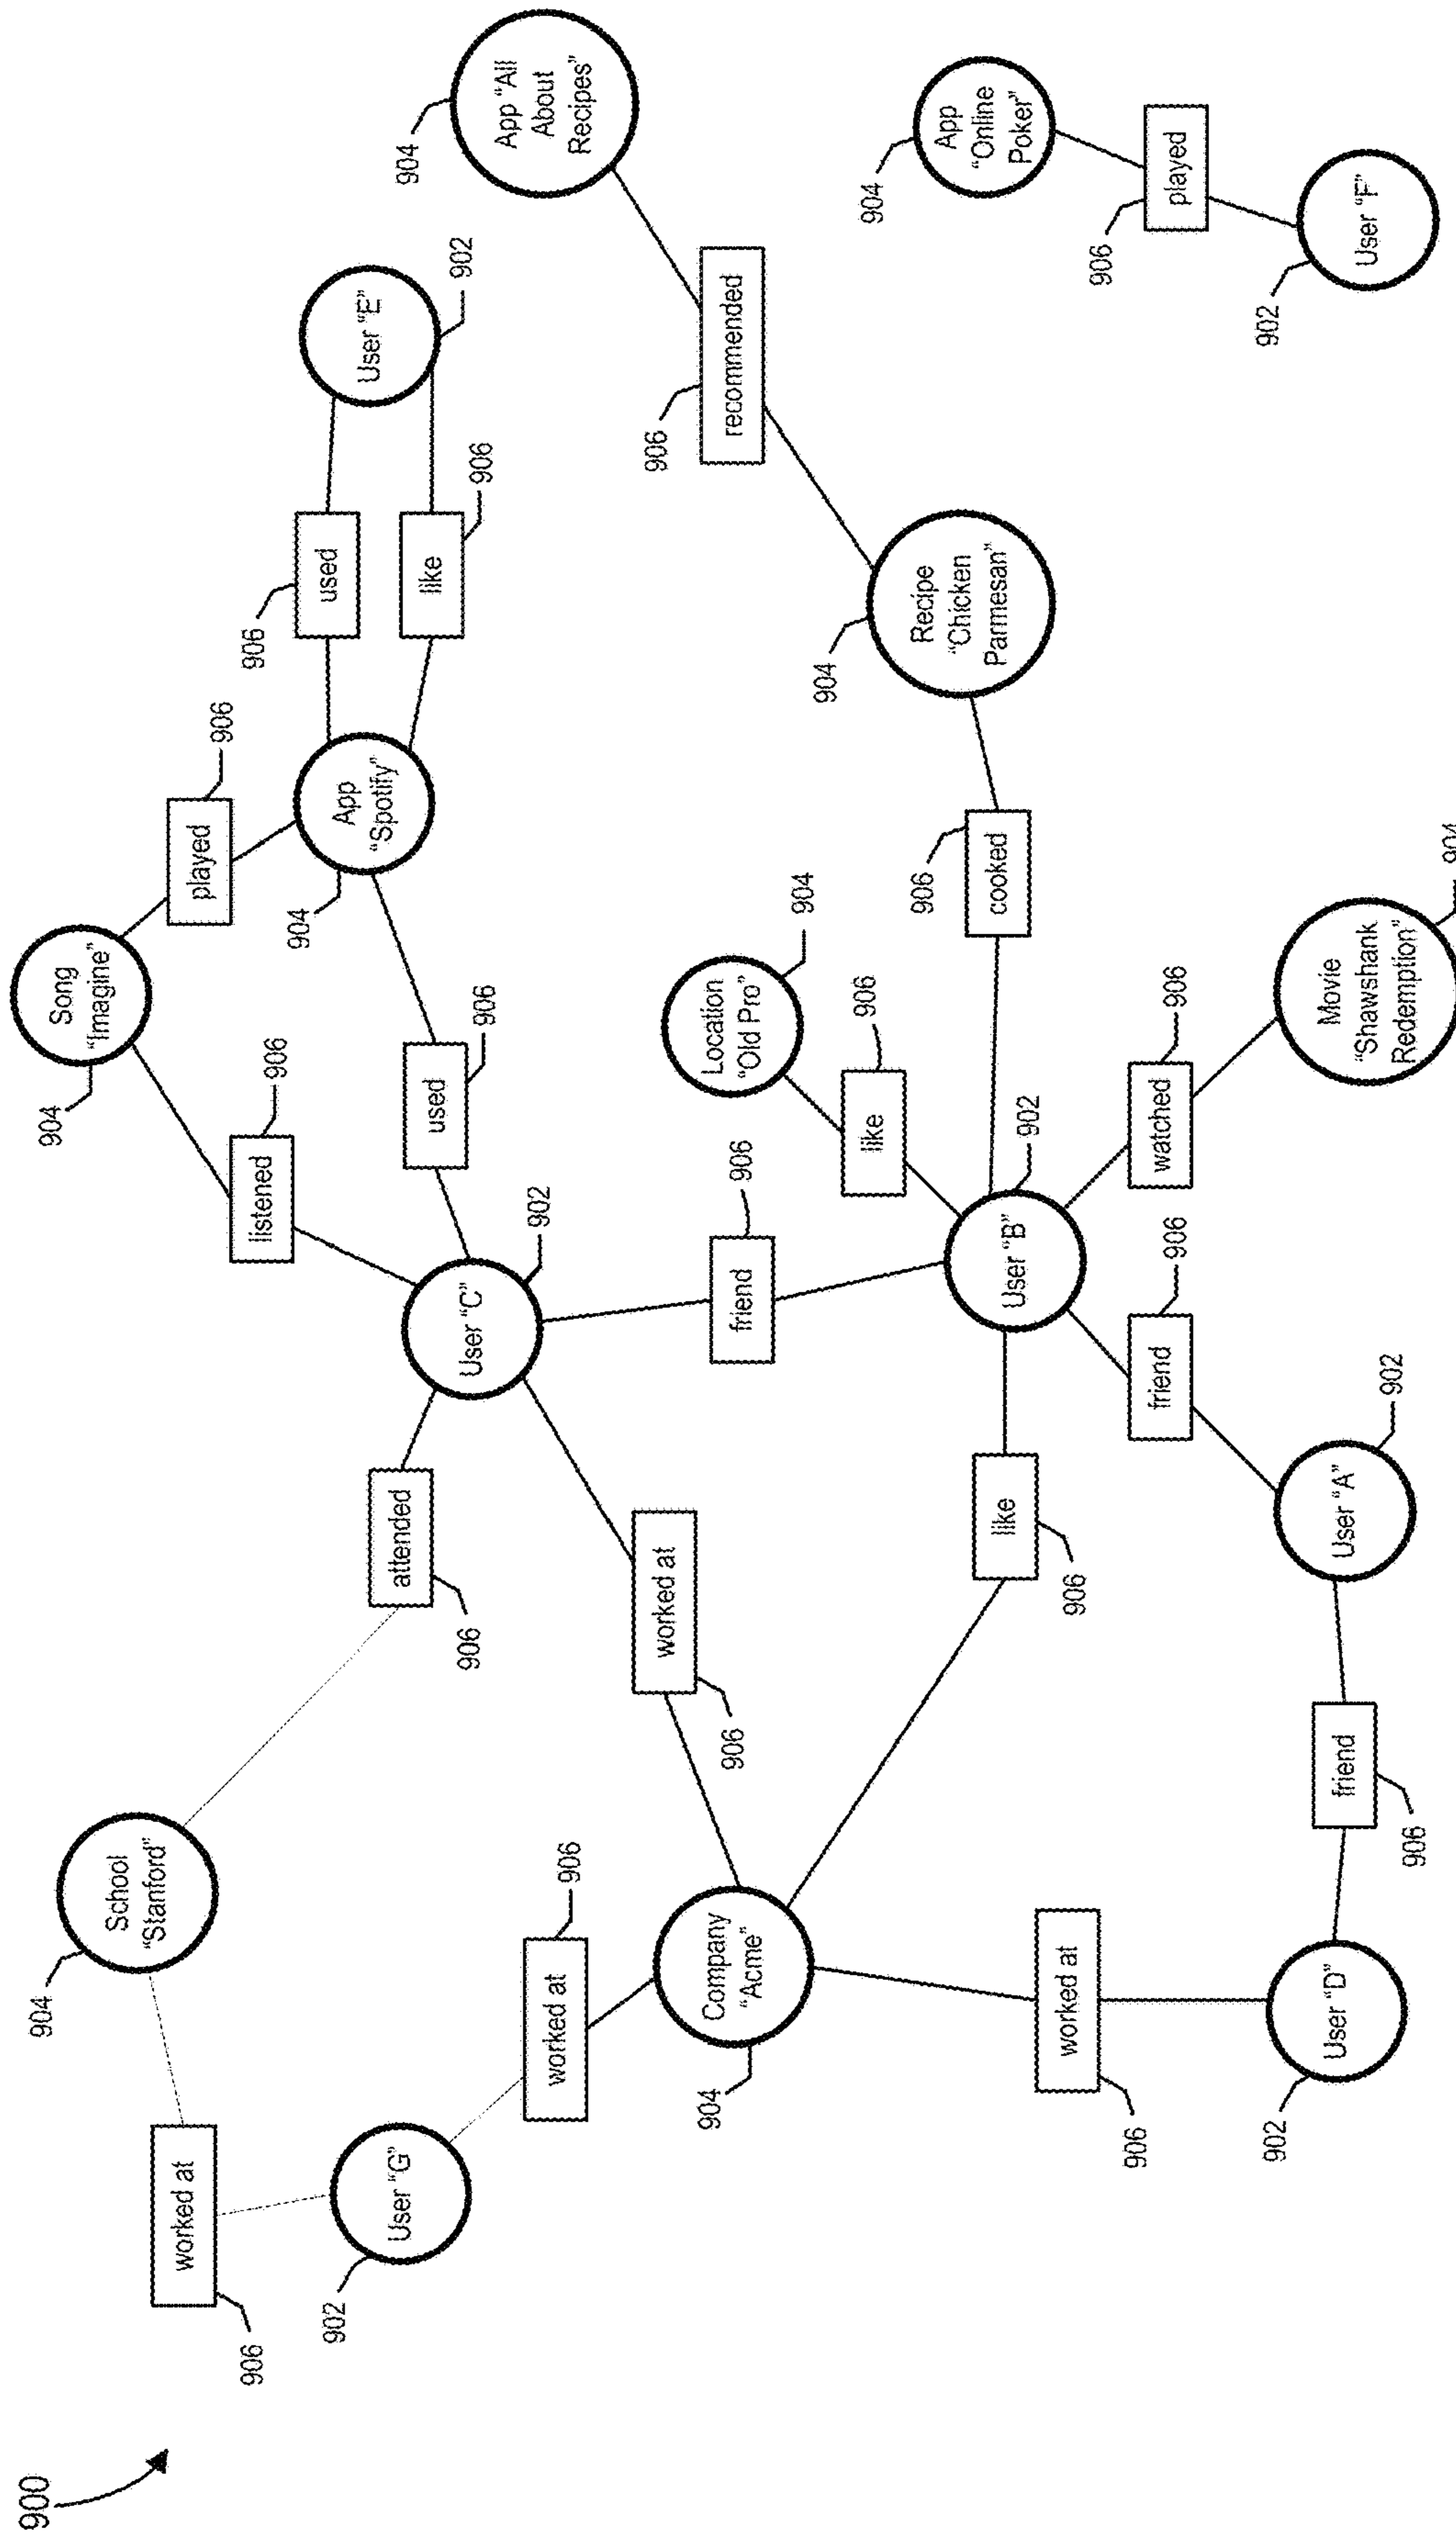 900
906
worked at
904
School
"Stanford"
904
Song
"Imagine"
played
906
listened
906
902
User "G"
906
attended
User "C"
902
used
906
904
App
"Spotify"
906
used
like
906
User "E"
902
904
App "All
About
Recipes"
worked at
906
worked at
906
friend
906
Location
"Old Pro"
904
906
recommended
904
Company
"Acme"
like
906
like
906
User "B"
902
906
cooked
904
Recipe
"Chicken
Parmesan"
904
App
"Online
Poker"
906
worked at
friend
906
watched
906
906
played
902
User "D"
friend
906
User "A"
902
Movie
"Shawshank
Redemption"
904
902
User "F"